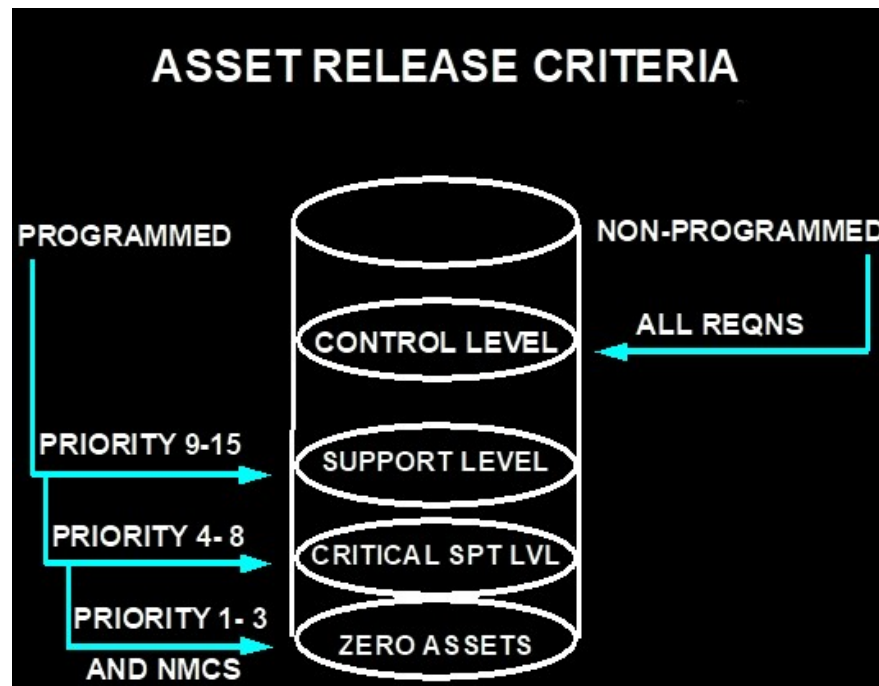 ASSET RELEASE CRITERIA
PROGRAMMED
NON-PROGRAMMED
CONTROL LEVEL
ALL REQNS
PRIORITY 9-15
SUPPORT LEVEL
PRIORITY 4- 8
CRITICAL SPT LVL
PRIORITY 1- 3
AND NMCS
ZERO ASSETS